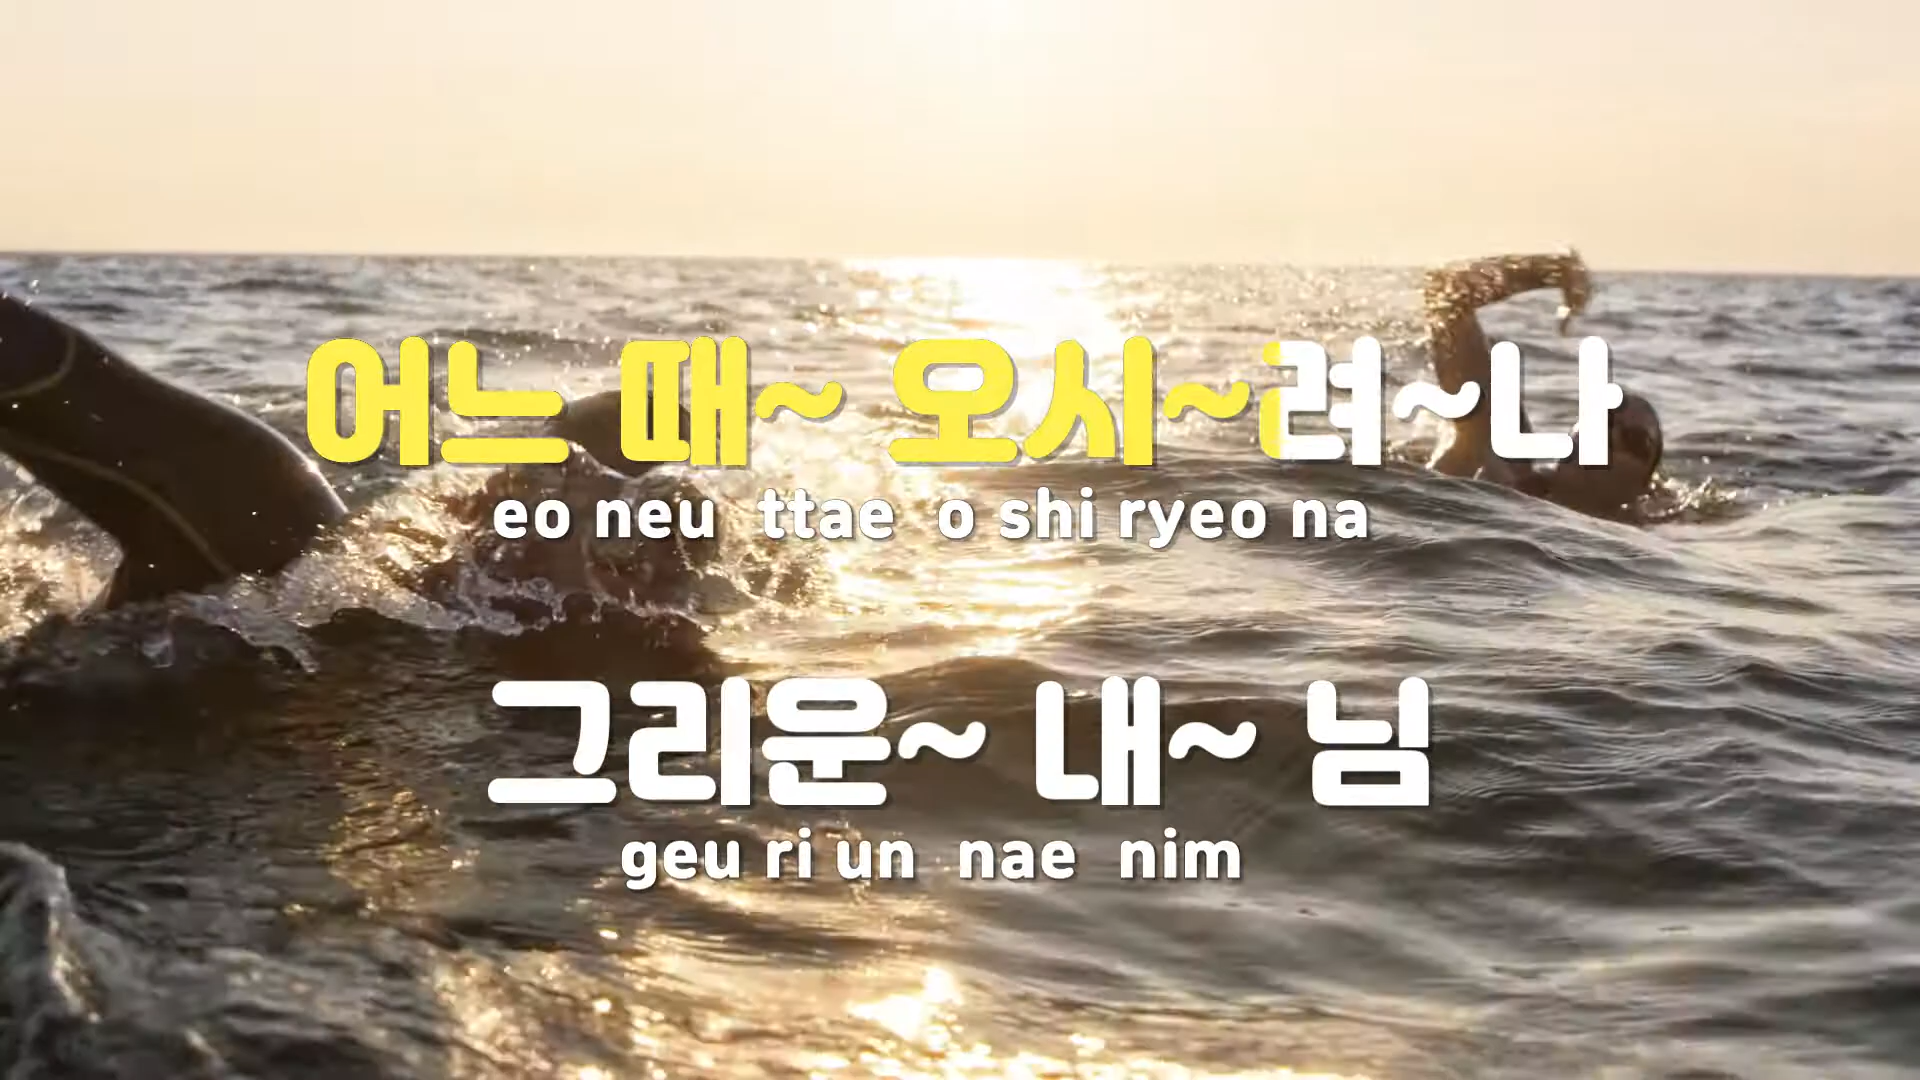 어느 때~ 오시~려~나
eo neu ttae o shi ryeo na
그리운~ 내~ 님
geu ri un nae nim